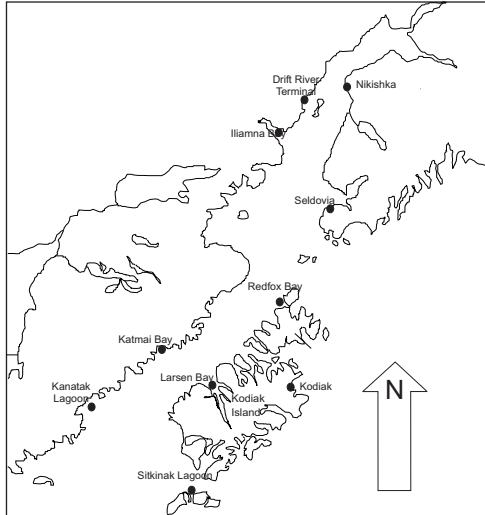 Drift River
Terminal
Nikishka
Iliamna Bay
Seldovia
Redfox Bay
Katmai Bay
Larsen Bay
Kodiak
Kanatak
Lagoon
Kodiak
Island
N
Sitkinak Lagoon